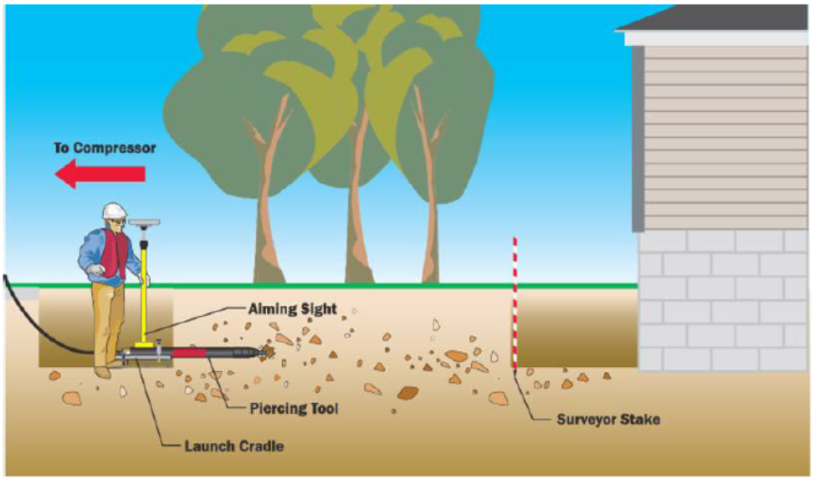 To Compressor
Aiming Sight
Piercing Tool
Surveyor Stake
Launch Cradle